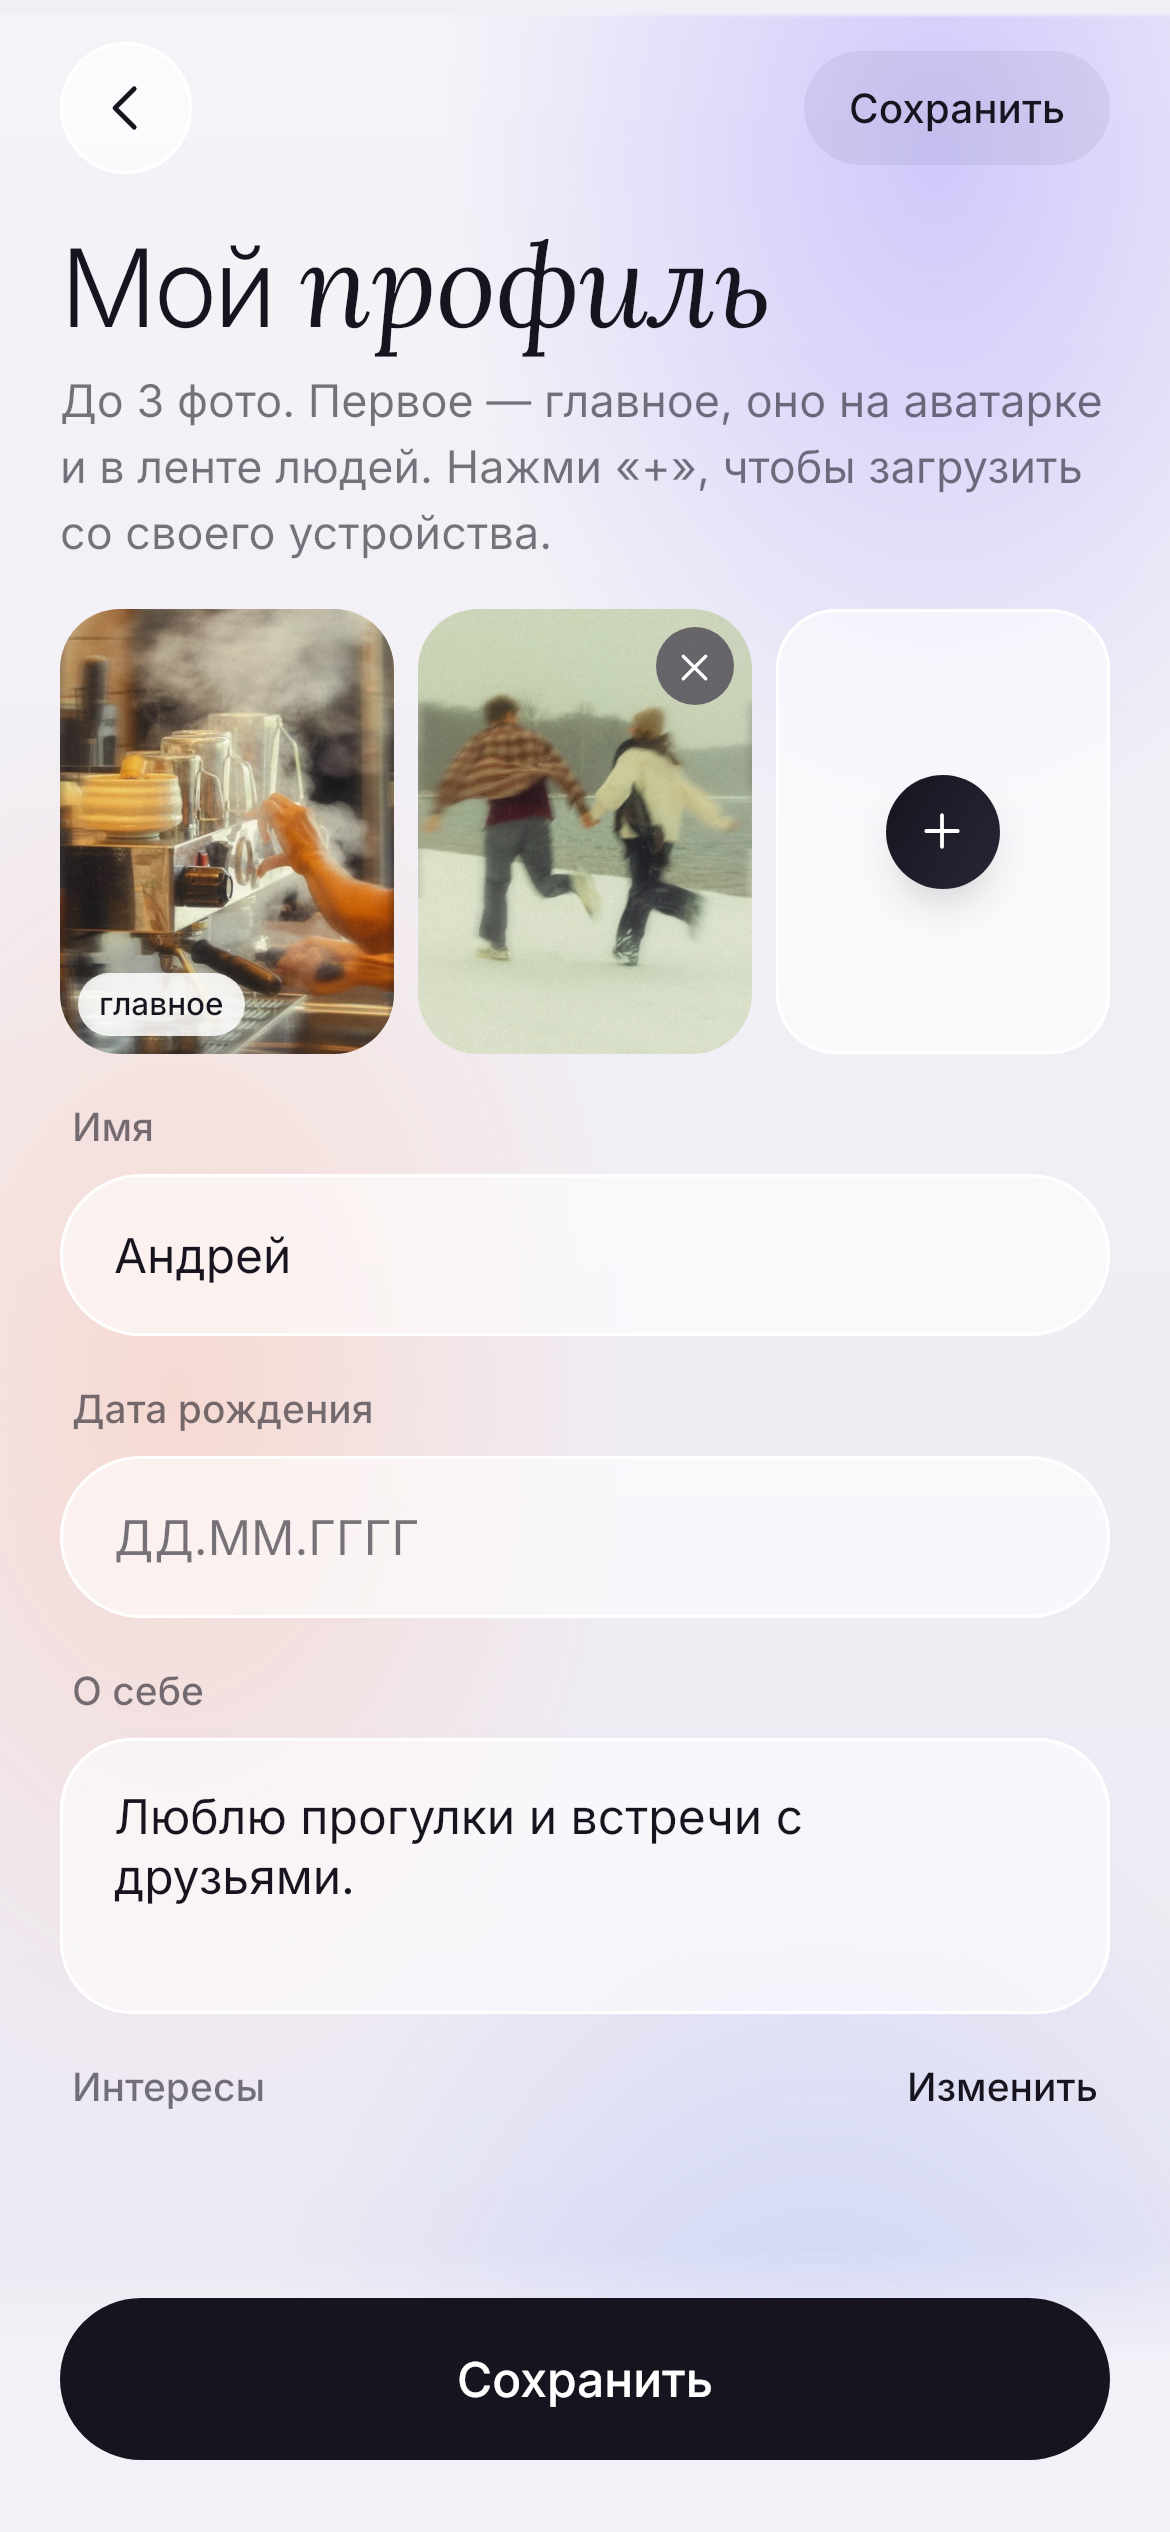 Сохранить
Мой профиль
До 3 фото. Первое — главное, оно на аватарке
и в ленте людей. Нажми «+», чтобы загрузить
со своего устройства.
главное
Имя
Андрей
Дата рождения
ДД.ММ.ГГГГ
О себе
Люблю прогулки и встречи с
друзьями.
Интересы
Изменить
Сохранить